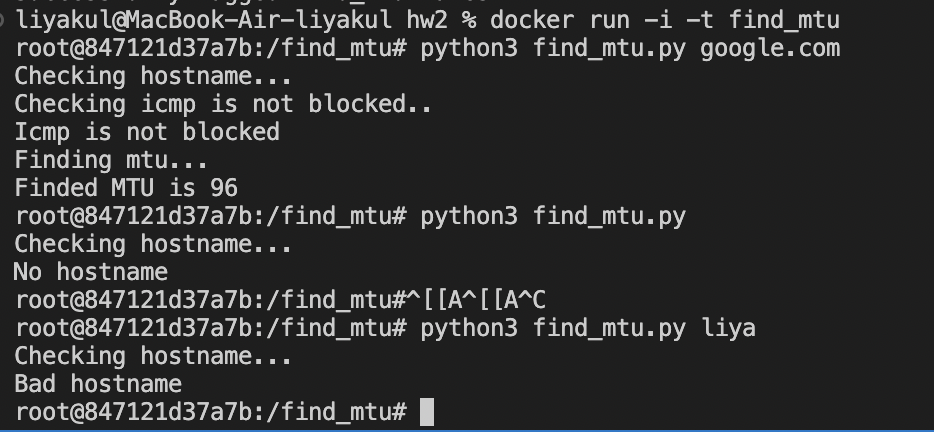 liyakul@MacBook-Air-liyakul hw2 % docker run -i -t find_mtu
root@847121d37a7b:/find_mtu# python3 find_mtu.py google.com
Checking hostname...
Checking icmp is not blocked..
Icmp is not blocked
Finding mtu...
Finded MTU is 96
root@847121d37a7b:/find_mtu# python3 find_mtu.py
Checking hostname...
No hostname
root@847121d37a7b:/find_mtu#^[[A^[[A^C
root@847121d37a7b:/find_mtu# python3 find_mtu.py liya
Checking hostname...
Bad hostname
root@847121d37a7b:/find_mtu#